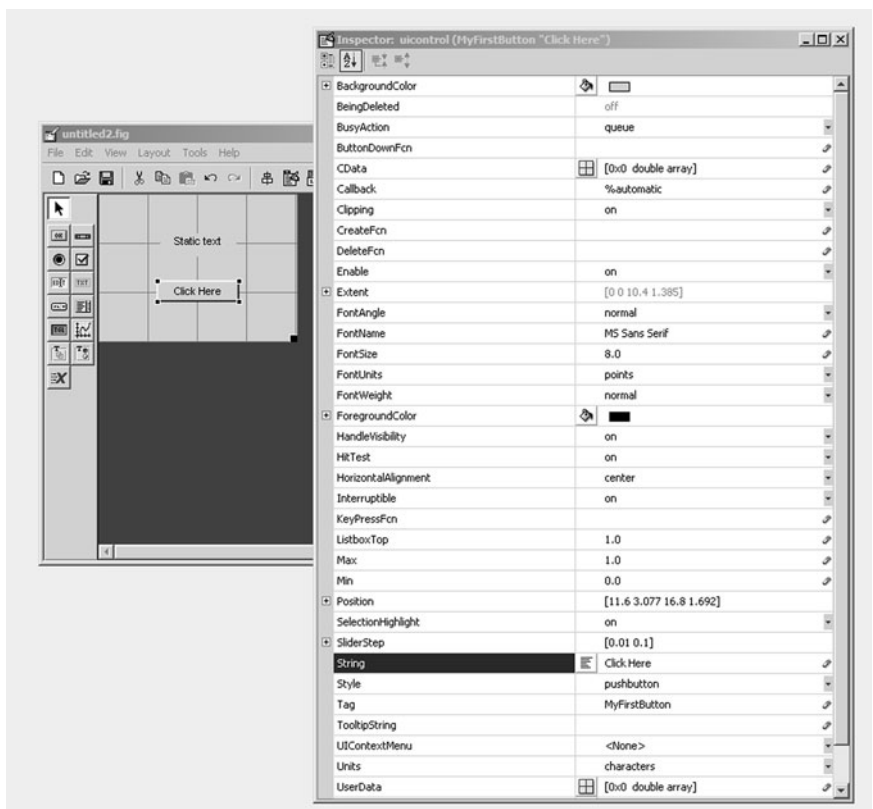 Inspector: uicontrol (MyFirstButton "Click Here")
BackgroundColor
BeingDeleted off
BusyAction queue
ButtonDownFcn
CData [0x0 double array]
Callback %automatic
Clipping on
CreateFcn
DeleteFcn
Enable on
Extent [0 0 10.4 1.385]
FontAngle normal
FontName MS Sans Serif
FontSize 8.0
FontUnits points
FontWeight normal
ForegroundColor
HandleVisibility on
HitTest on
HorizontalAlignment center
Interruptible on
KeyPressFcn
ListboxTop 1.0
Max 1.0
Min 0.0
Position [11.6 3.077 16.8 1.692]
SelectionHighlight on
SliderStep [0.01 0.1]
String Click Here
Style pushbutton
Tag MyFirstButton
TooltipString
UIContextMenu <None>
Units characters
UserData [0x0 double array]
untitled2.fig
File Edit View Layout Tools Help
Static text
Click Here